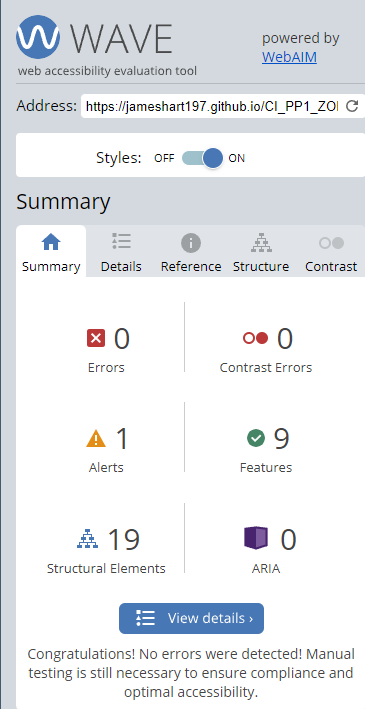 WAVE
web accessibility evaluation tool
powered by
WebAIM
Address: https://jameshart197.github.io/CI_PP1_ZO
Styles: OFF ON
Summary
Summary Details Reference Structure Contrast
0 0
Errors Contrast Errors
1 9
Alerts Features
19 0
Structural Elements ARIA
View details ›
Congratulations! No errors were detected! Manual
testing is still necessary to ensure compliance and
optimal accessibility.